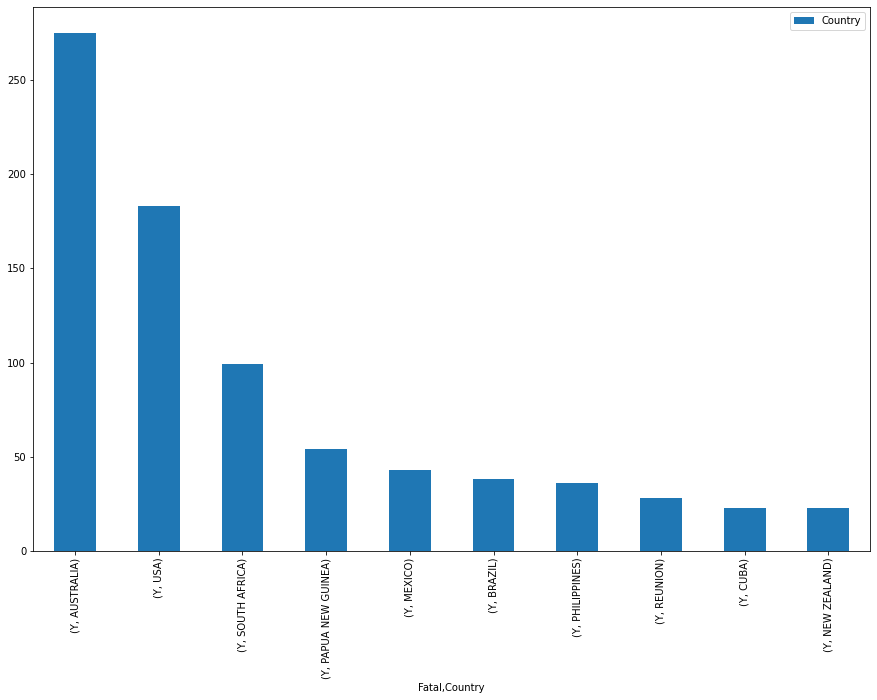 Country
250
200
150
100
50
0
(Y, AUSTRALIA)
(Y, USA)
(Y, SOUTH AFRICA)
(Y, PAPUA NEW GUINEA)
(Y, MEXICO)
(Y, BRAZIL)
(Y, PHILIPPINES)
(Y, REUNION)
(Y, CUBA)
(Y, NEW ZEALAND)
Fatal,Country